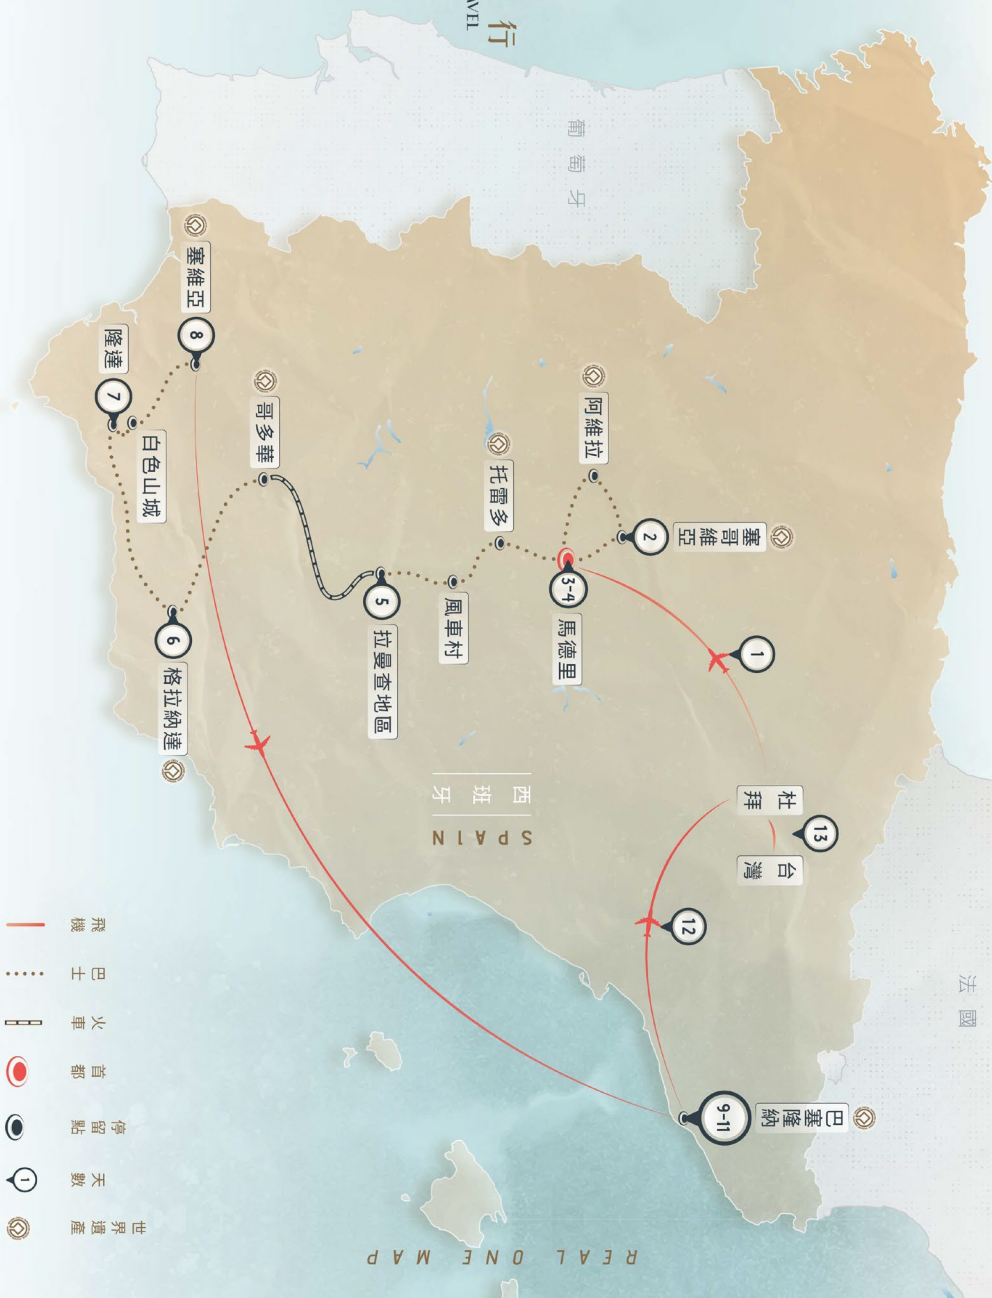 行
AVEL
葡萄牙
法國
1
13
杜拜
台灣
12
塞哥維亞
2
阿維拉
3-4
馬德里
托雷多
風車村
5
拉曼查地區
哥多華
塞維亞
8
隆達
7
白色山城
6
格拉納達
9-11
巴塞隆納
西班牙
SPAIN
REAL ONE MAP
飛機
巴士
火車
首都
停留點
1
天數
世界遺產